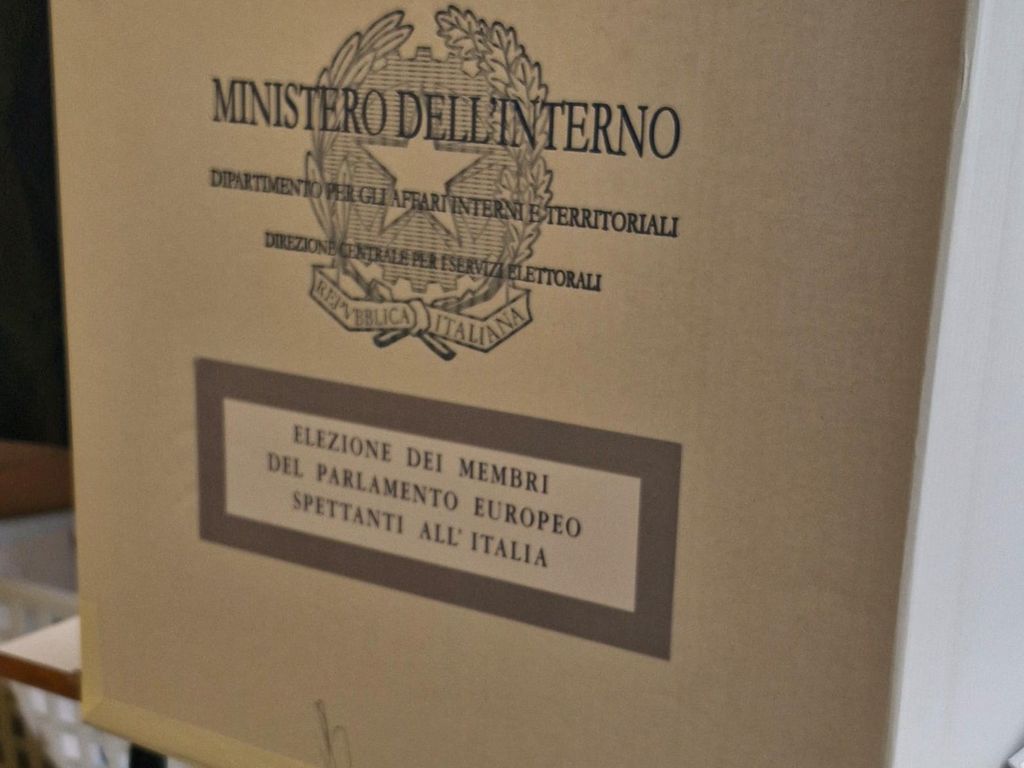 MINISTERO DELL'INTERNO
DIPARTIMENTO PER GLI AFFARI INTERNI E TERRITORIALI
DIREZIONE CENTRALE PER I SERVIZI ELETTORALI
REPVBBLICA ITALIANA
ELEZIONE DEI MEMBRI
DEL PARLAMENTO EUROPEO
SPETTANTI ALL'ITALIA